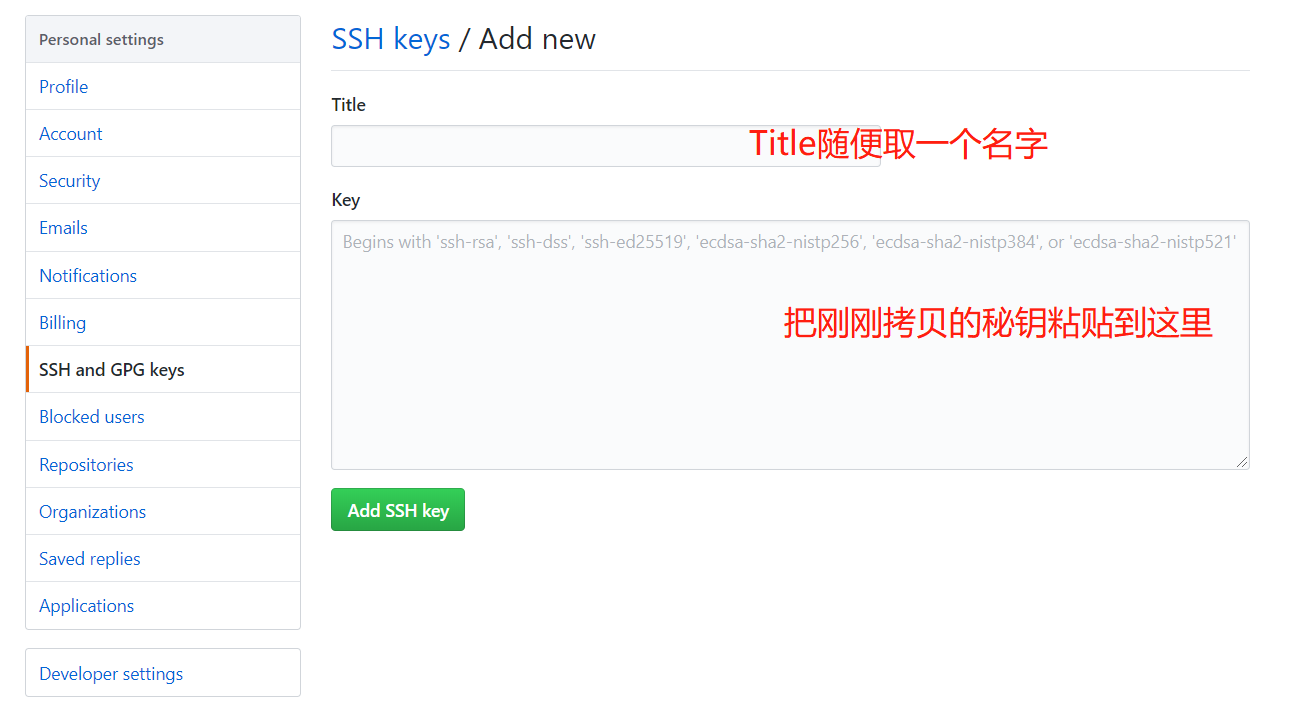 Personal settings
Profile
Account
Security
Emails
Notifications
Billing
SSH and GPG keys
Blocked users
Repositories
Organizations
Saved replies
Applications
Developer settings
SSH keys / Add new
Title
Title随便取一个名字
Key
Begins with 'ssh-rsa', 'ssh-dss', 'ssh-ed25519', 'ecdsa-sha2-nistp256', 'ecdsa-sha2-nistp384', or 'ecdsa-sha2-nistp521'
把刚刚拷贝的秘钥粘贴到这里
Add SSH key